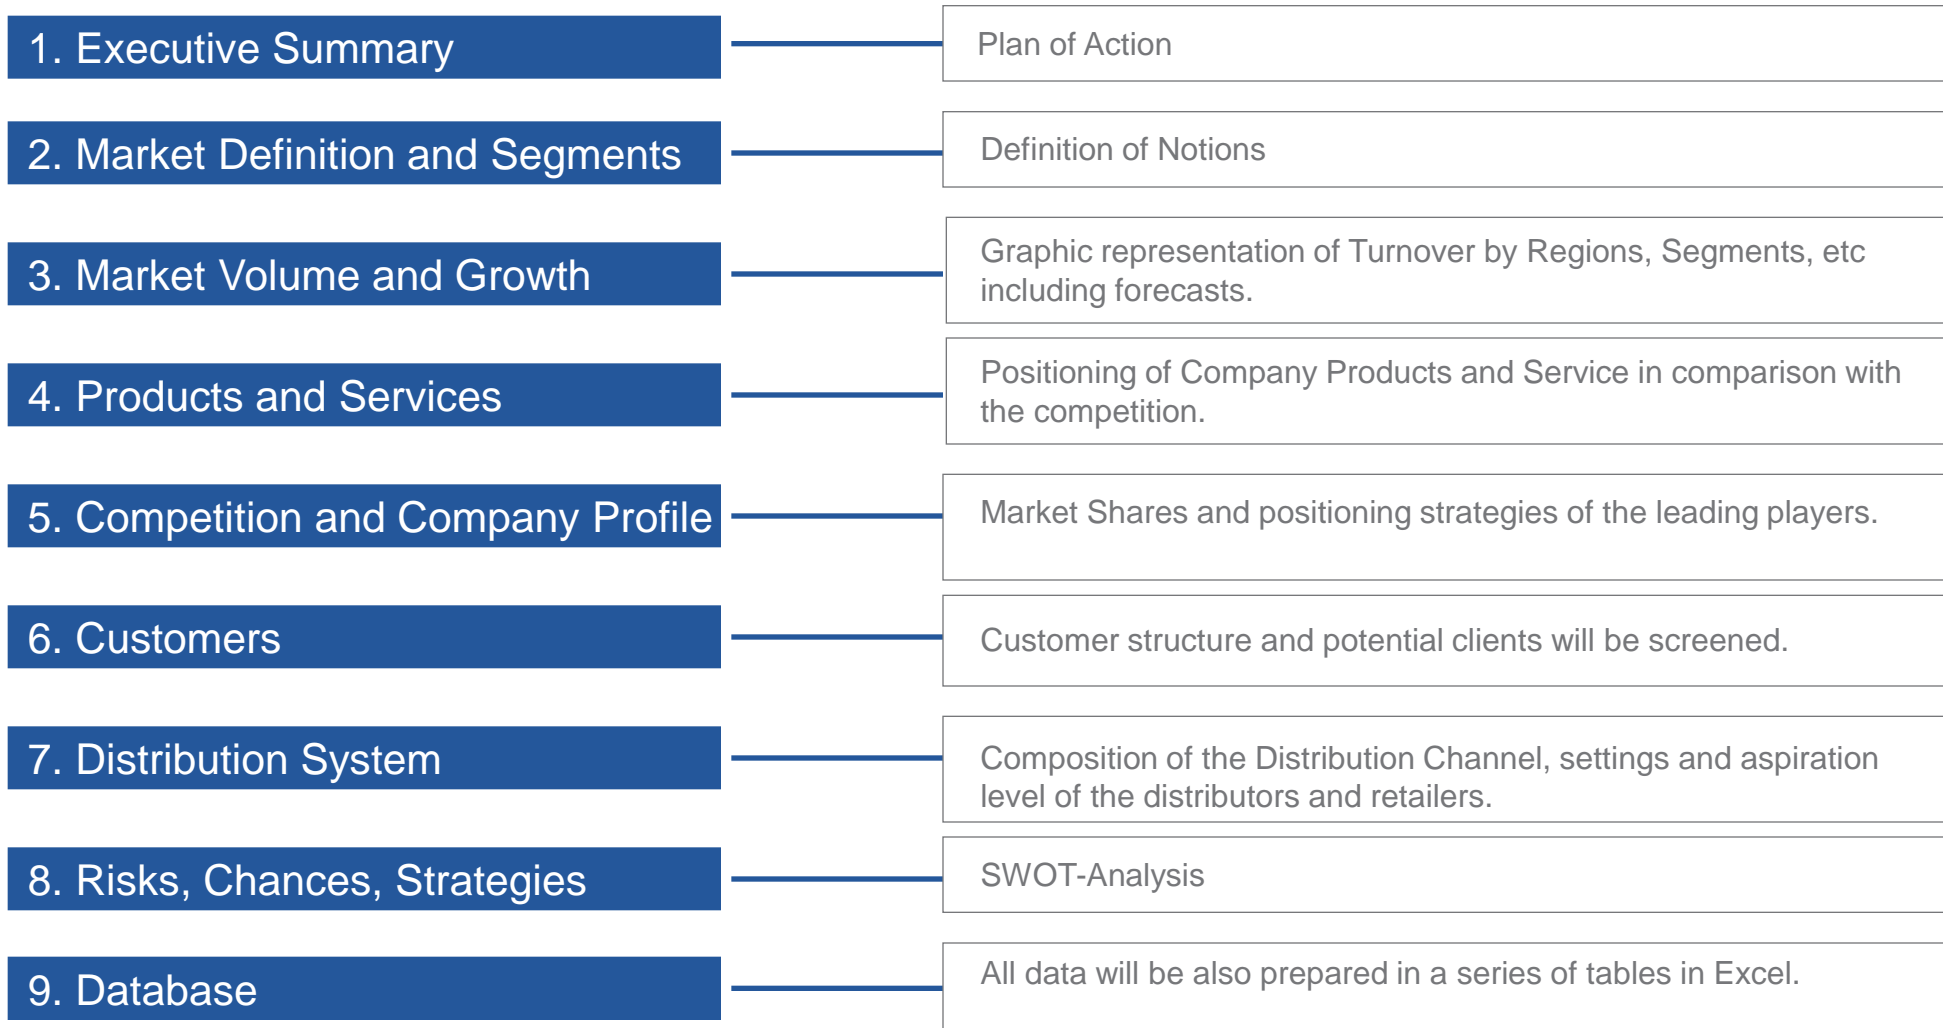 1. Executive Summary
Plan of Action
2. Market Definition and Segments
Definition of Notions
3. Market Volume and Growth
Graphic representation of Turnover by Regions, Segments, etc
including forecasts.
4. Products and Services
Positioning of Company Products and Service in comparison with
the competition.
5. Competition and Company Profile
Market Shares and positioning strategies of the leading players.
6. Customers
Customer structure and potential clients will be screened.
7. Distribution System
Composition of the Distribution Channel, settings and aspiration
level of the distributors and retailers.
8. Risks, Chances, Strategies
SWOT-Analysis
9. Database
All data will be also prepared in a series of tables in Excel.